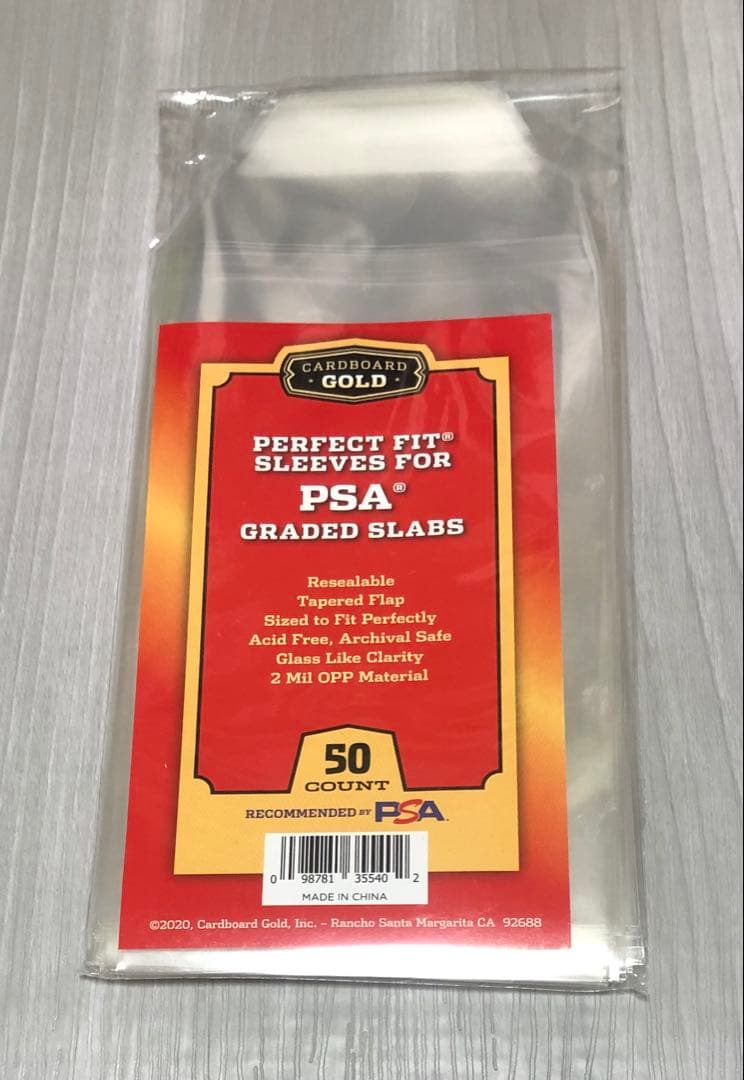 CARDBOARD
GOLD
PERFECT FIT®
SLEEVES FOR
PSA®
GRADED SLABS
Resealable
Tapered Flap
Sized to Fit Perfectly
Acid Free, Archival Safe
Glass Like Clarity
2 Mil OPP Material
50
COUNT
RECOMMENDED BY PSA
0 98781 35540 2
MADE IN CHINA
©2020, Cardboard Gold, Inc. – Rancho Santa Margarita CA 92688